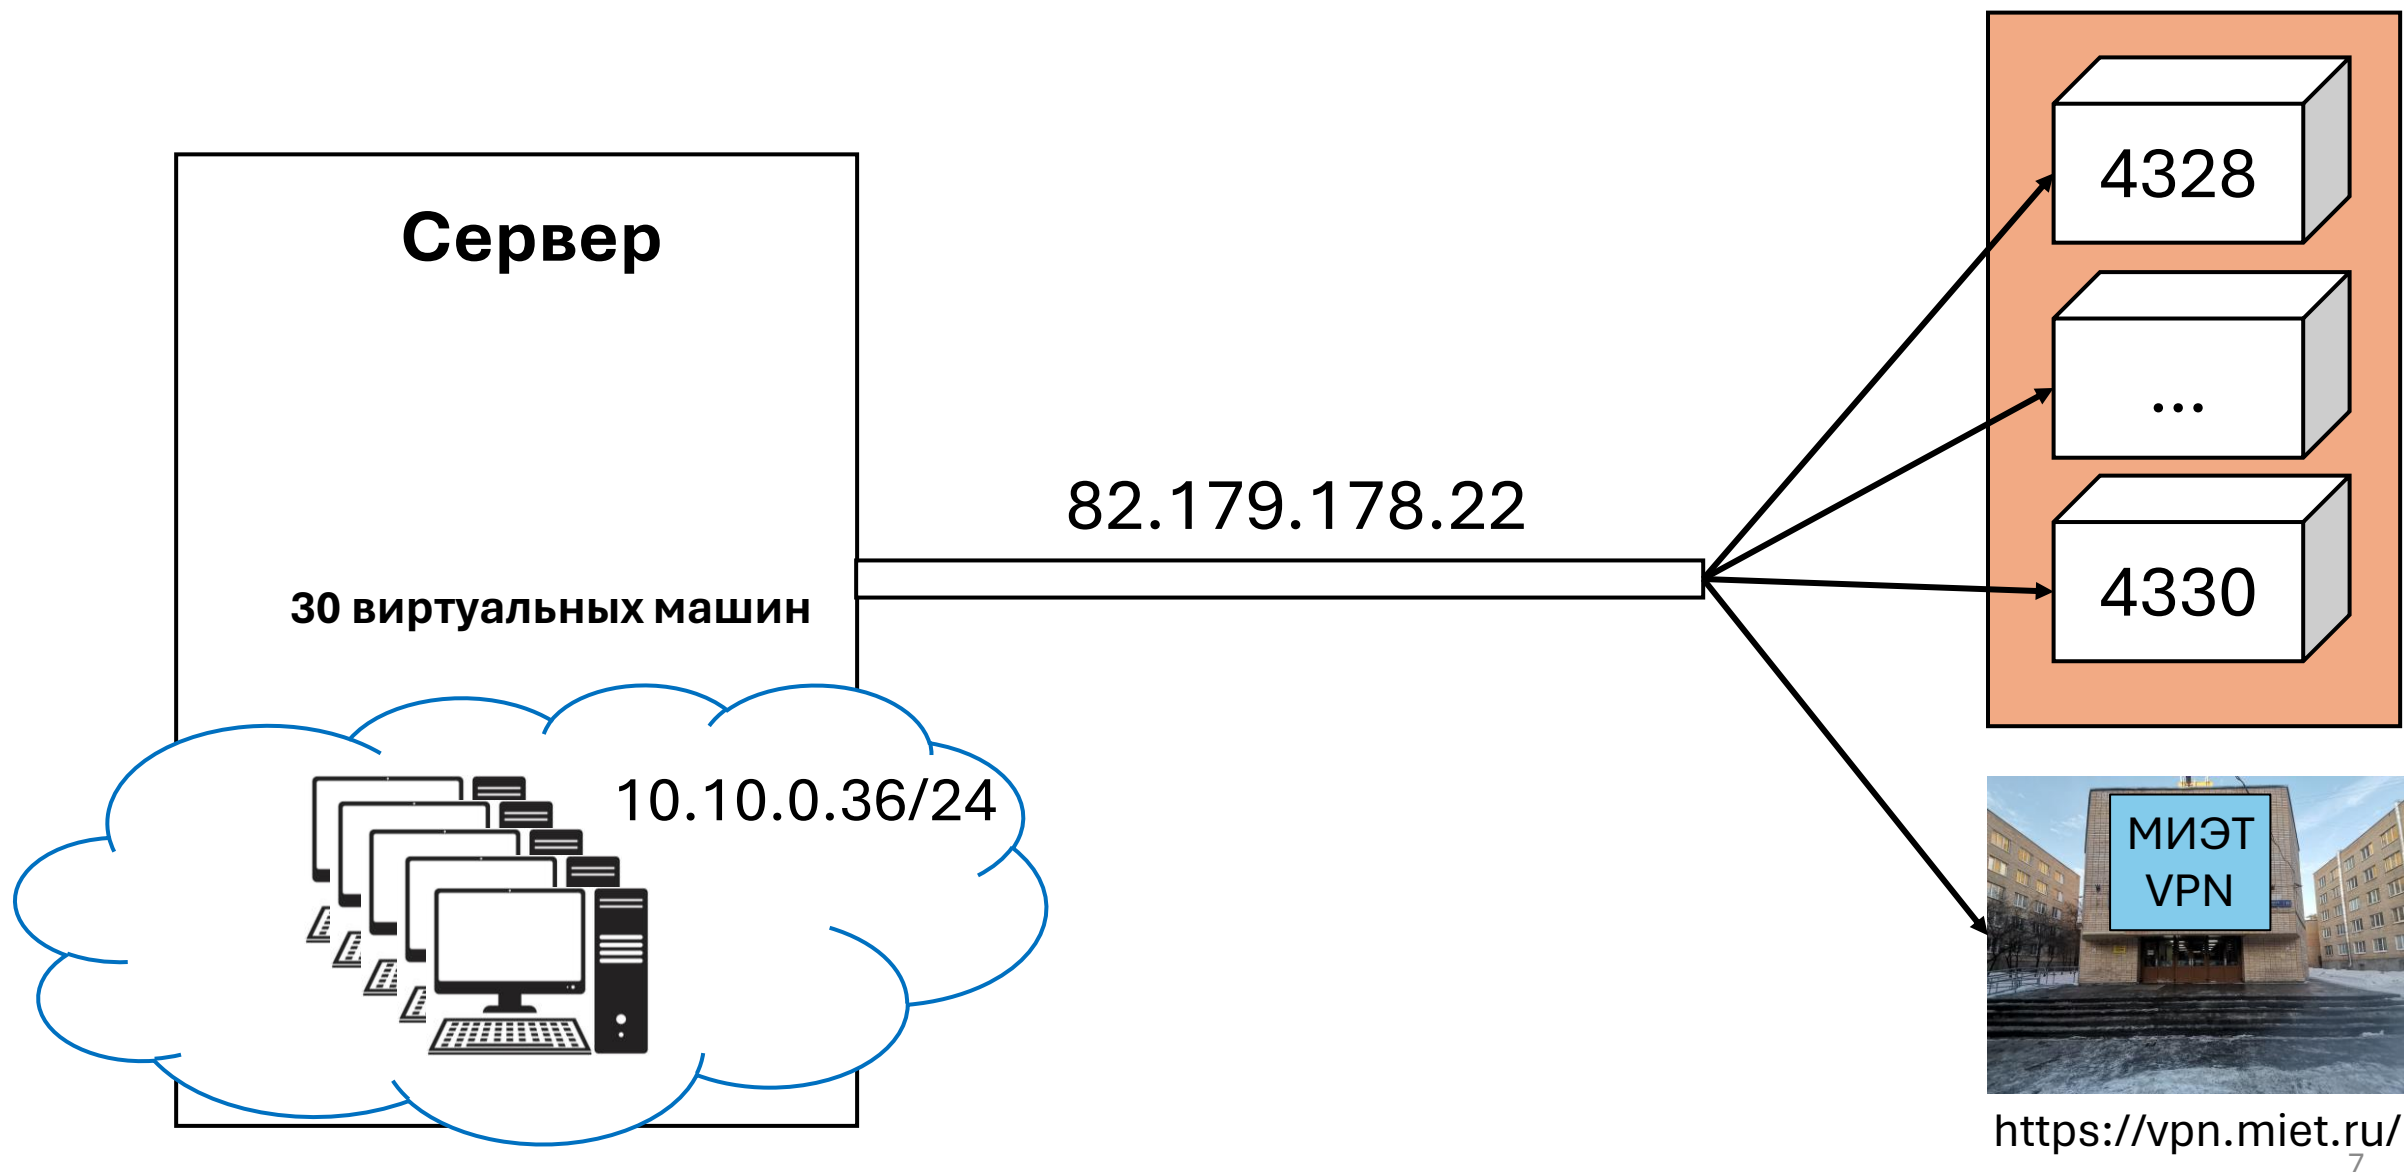 Сервер
30 виртуальных машин
10.10.0.36/24
82.179.178.22
4328
...
4330
МИЭТ
VPN
https://vpn.miet.ru/
7